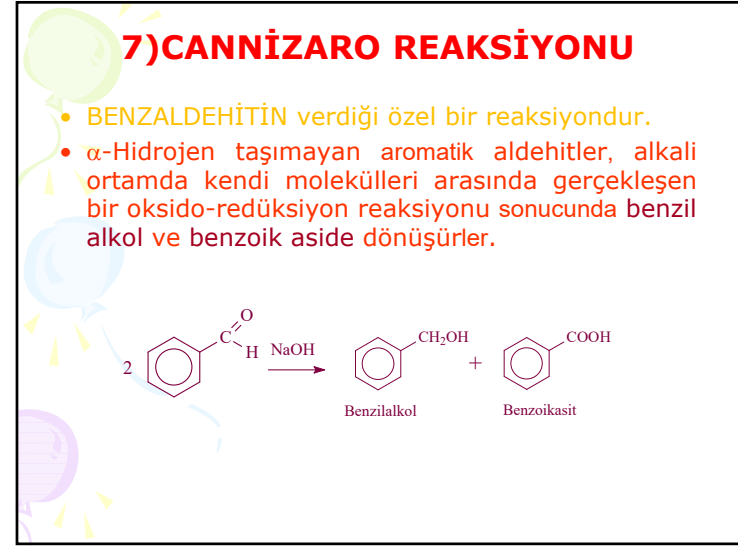 7)CANNİZARO REAKSİYONU
• BENZALDEHİTİN verdiği özel bir reaksiyondur.
• α-Hidrojen taşımayan aromatik aldehitler, alkali
ortamda kendi molekülleri arasında gerçekleşen
bir oksido-redüksiyon reaksiyonu sonucunda benzil
alkol ve benzoik aside dönüşürler.
O
C
H
2
NaOH
CH₂OH
+
COOH
Benzilalkol
Benzoikasit